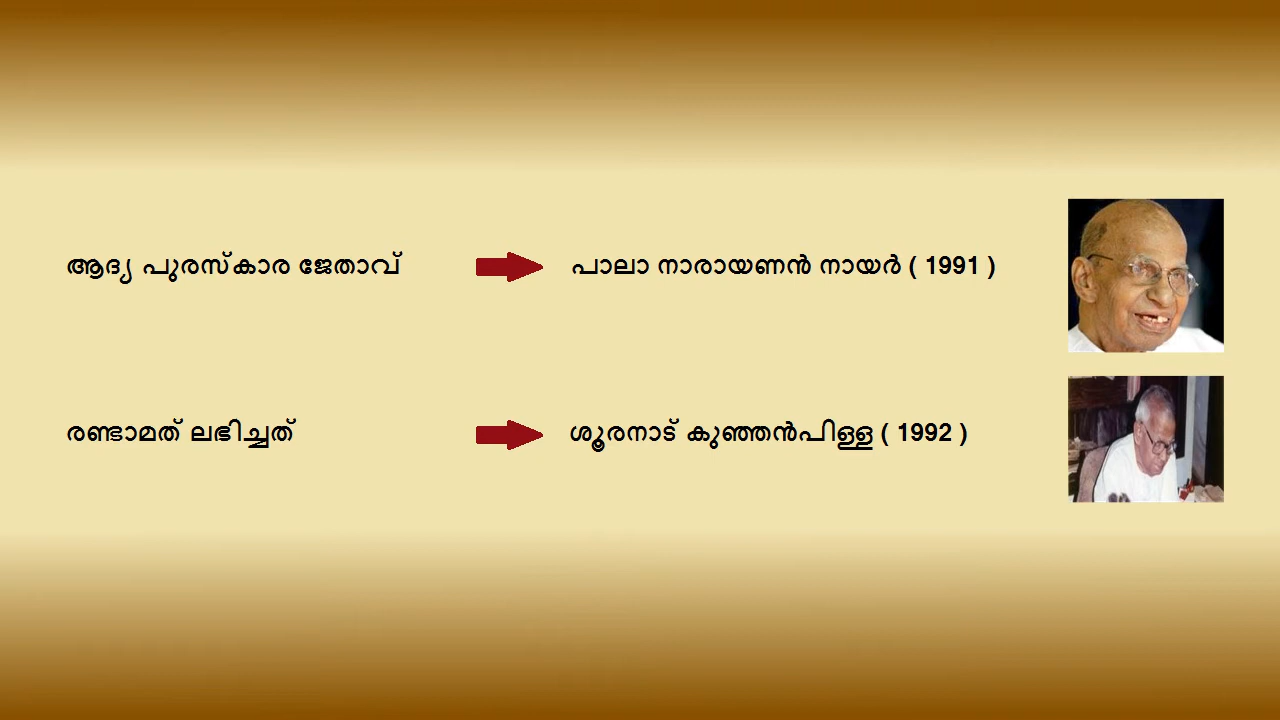 ആദ്യ പുരസ്കാര ജേതാവ് പാലാ നാരായണൻ നായർ ( 1991 )
രണ്ടാമത് ലഭിച്ചത് ശൂരനാട് കുഞ്ഞൻപിള്ള ( 1992 )